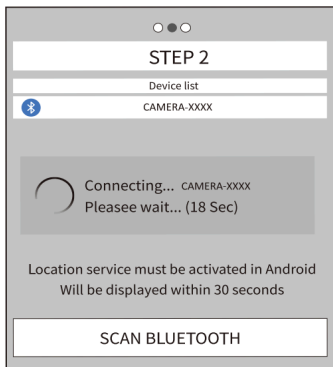 STEP 2
Device list
CAMERA-XXXX
Connecting... CAMERA-XXXX
Pleasee wait... (18 Sec)
Location service must be activated in Android
Will be displayed within 30 seconds
SCAN BLUETOOTH